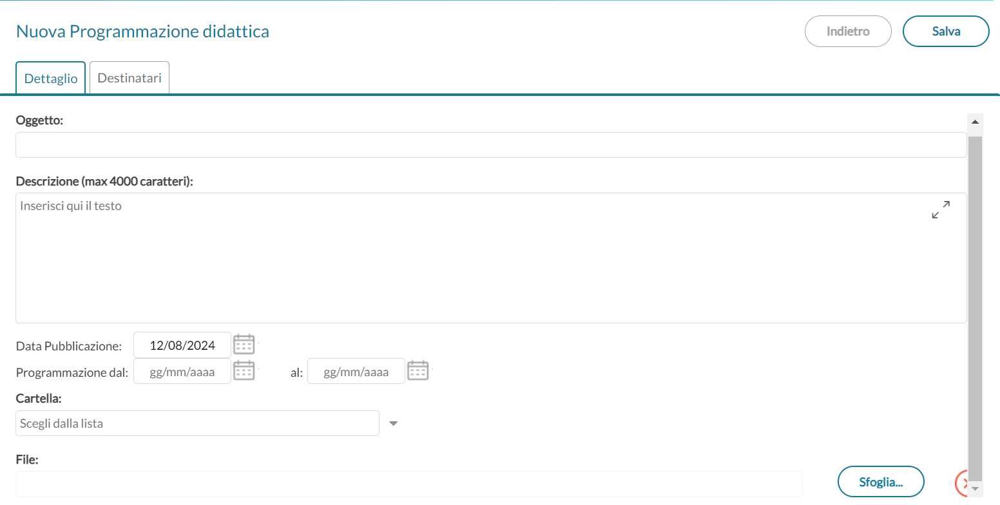 Nuova Programmazione didattica
Indietro
Salva
Dettaglio
Destinatari
Oggetto:
Descrizione (max 4000 caratteri):
Inserisci qui il testo
Data Pubblicazione: 12/08/2024
Programmazione dal: gg/mm/aaaa al: gg/mm/aaaa
Cartella:
Scegli dalla lista
File:
Sfoglia...